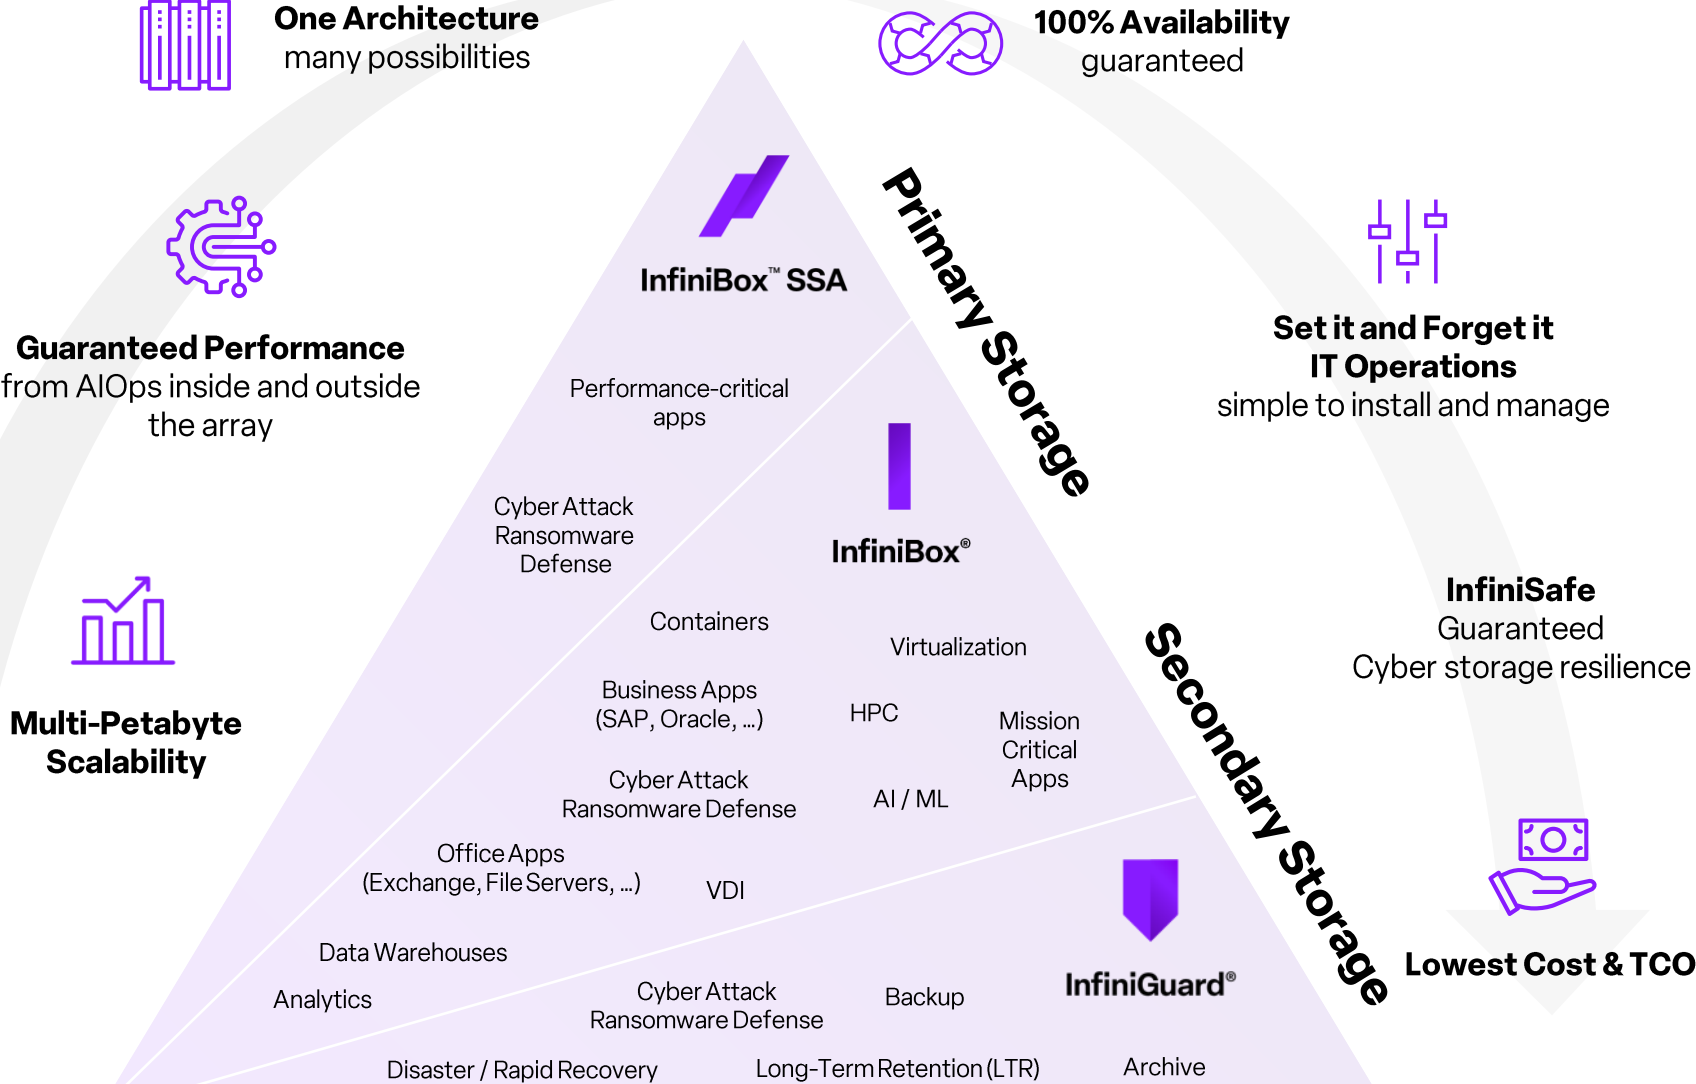 One Architecture
many possibilities
100% Availability
guaranteed
Guaranteed Performance
from AIOps inside and outside
the array
Multi-Petabyte
Scalability
InfiniBox™ SSA
Performance-critical
apps
Cyber Attack
Ransomware
Defense
Primary Storage
InfiniBox®
Containers
Virtualization
Business Apps
(SAP, Oracle, ...)
HPC
Mission
Critical
Apps
Cyber Attack
Ransomware Defense
AI / ML
Office Apps
(Exchange, File Servers, ...)
VDI
Data Warehouses
Analytics
Secondary Storage
InfiniGuard®
Cyber Attack
Ransomware Defense
Backup
Disaster / Rapid Recovery
Long-Term Retention (LTR)
Archive
Set it and Forget it
IT Operations
simple to install and manage
InfiniSafe
Guaranteed
Cyber storage resilience
Lowest Cost & TCO